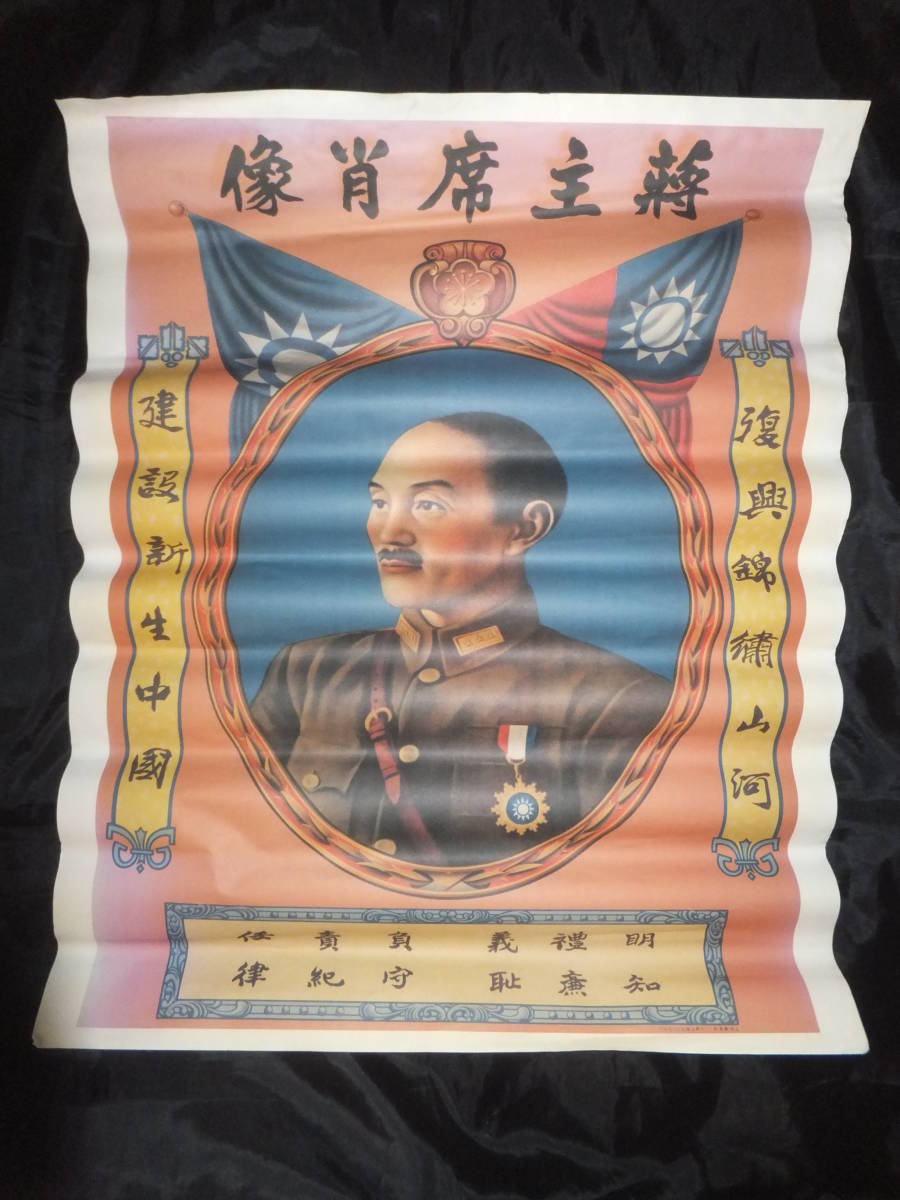 蔣主席肖像
復興錦繡山河
建設新生中國
明禮義
知廉恥
負責任
守紀律